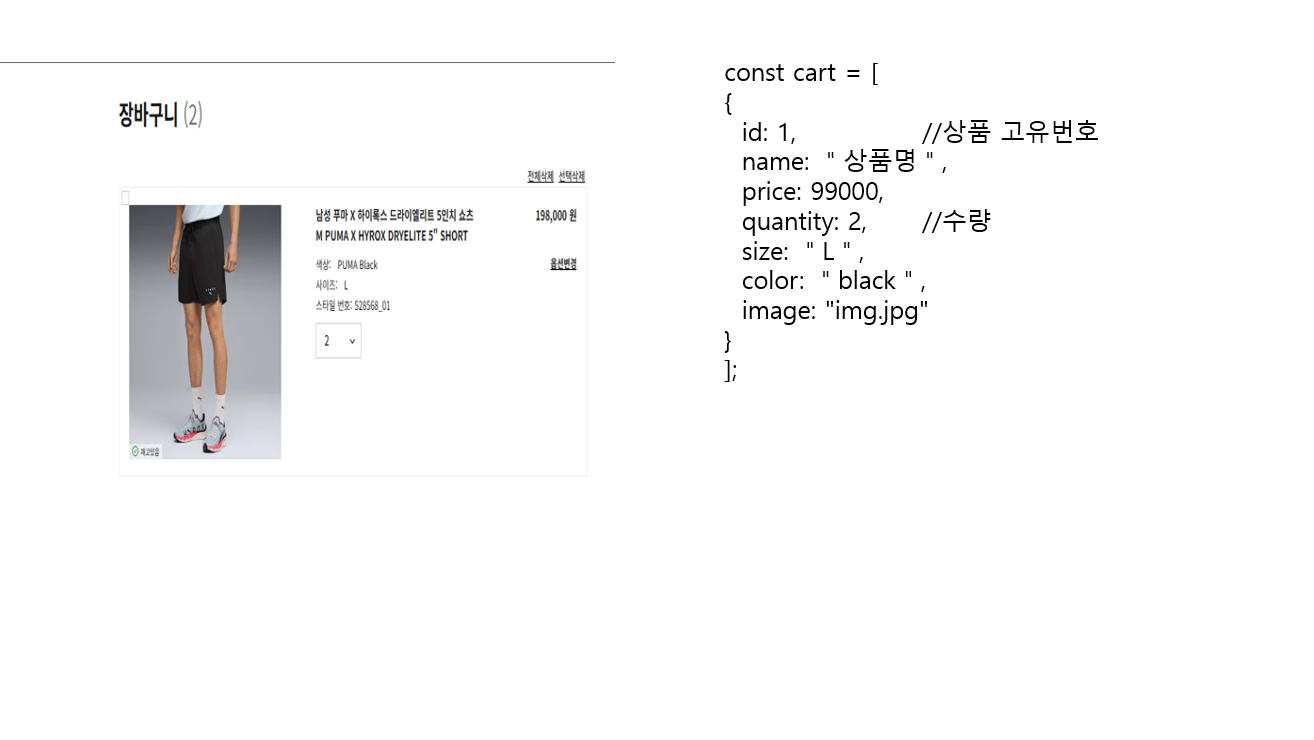 장바구니 (2)
전체삭제 선택삭제
남성 푸마 X 하이록스 드라이엘리트 5인치 쇼츠
M PUMA X HYROX DRYELITE 5" SHORT
198,000 원
색상: PUMA Black
옵션변경
사이즈: L
스타일 번호: 528568_01
2
재고있음
const cart = [
{
id: 1, //상품 고유번호
name: " 상품명 " ,
price: 99000,
quantity: 2, //수량
size: " L " ,
color: " black " ,
image: "img.jpg"
}
];